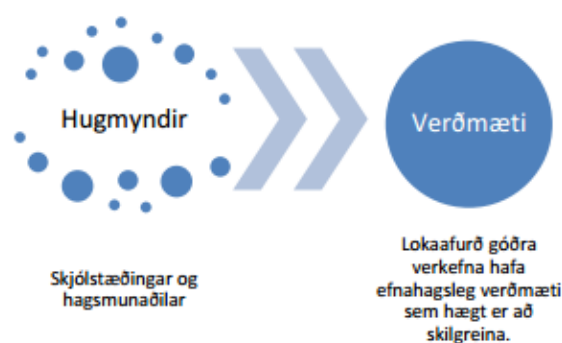 Hugmyndir
Verðmæti
Skjólstæðingar og
hagsmunaðilar
Lokaafurð góðra
verkefna hafa
efnahagsleg verðmæti
sem hægt er að
skilgreina.